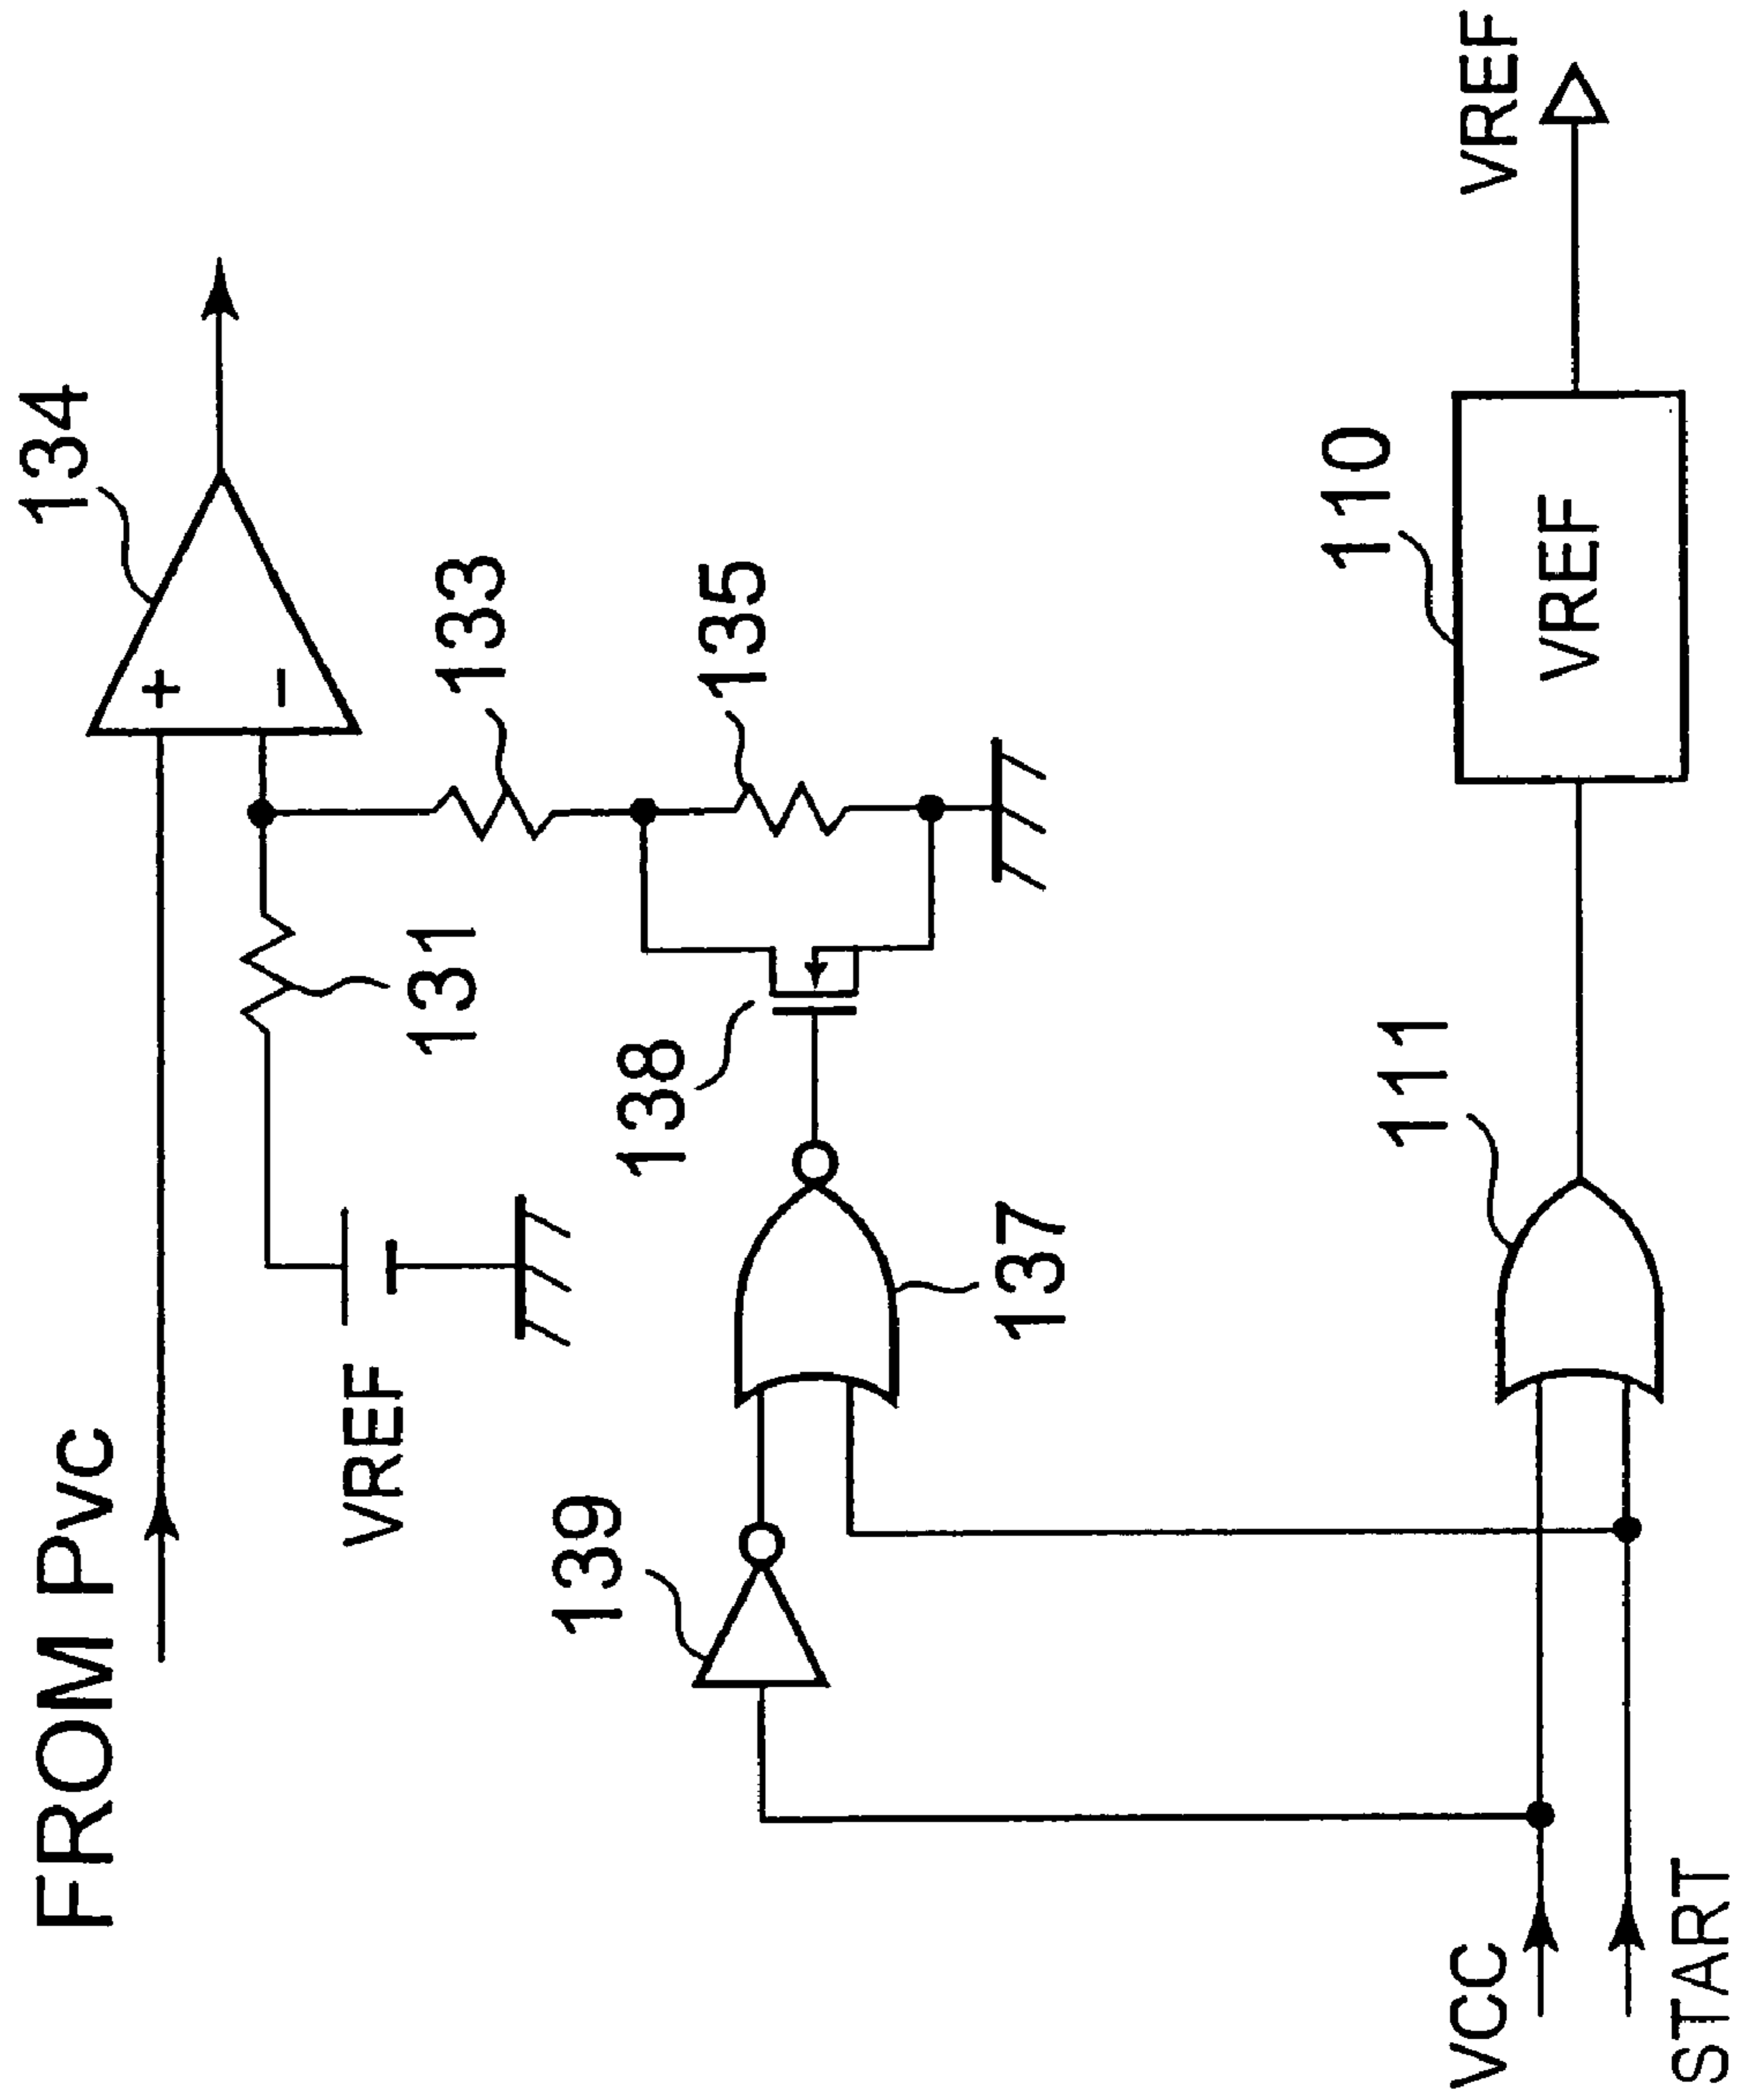 FROM Pvc
134
+
−
VREF
131
133
135
138
139
137
VCC
START
111
110
VREF
VREF